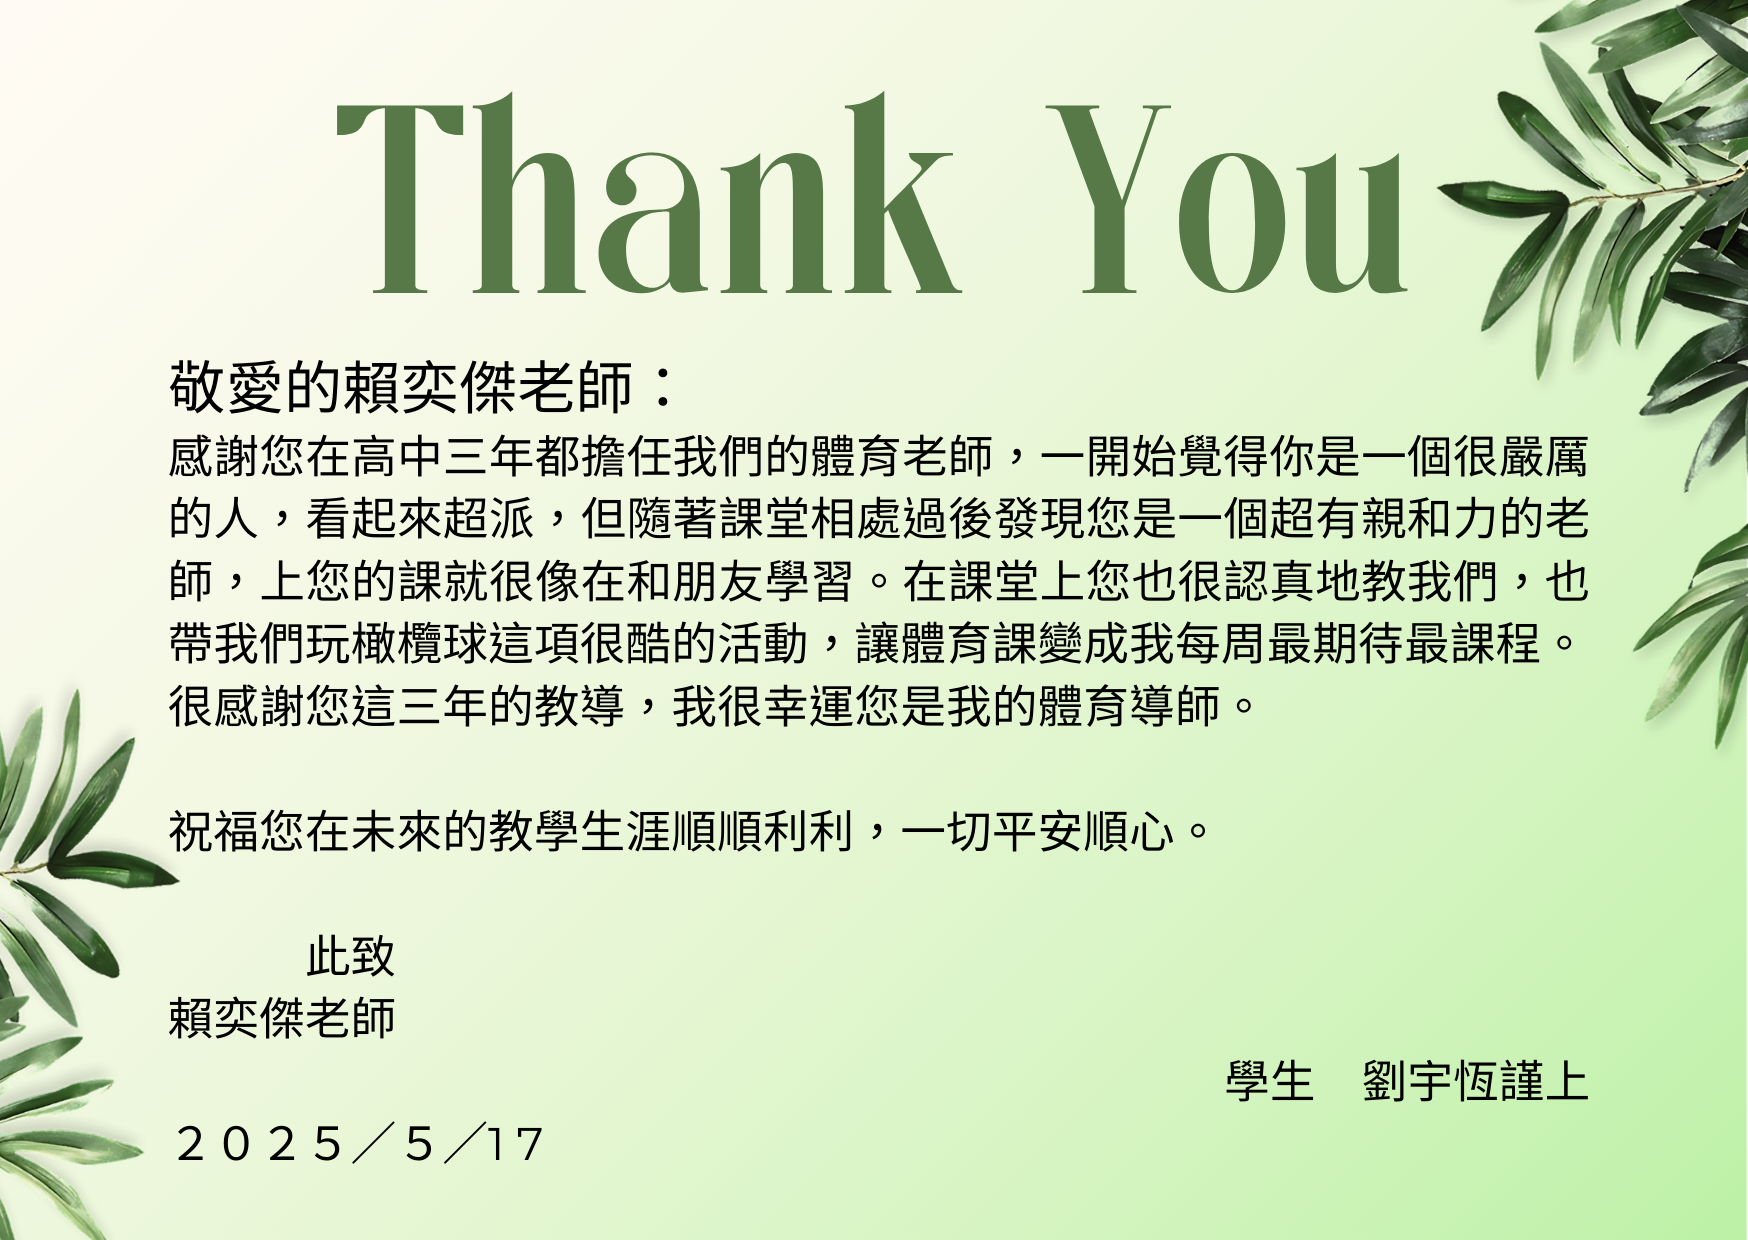 Thank You
敬愛的賴奕傑老師：
感謝您在高中三年都擔任我們的體育老師，一開始覺得你是一個很嚴厲
的人，看起來超派，但隨著課堂相處過後發現您是一個超有親和力的老
師，上您的課就很像在和朋友學習。在課堂上您也很認真地教我們，也
帶我們玩橄欖球這項很酷的活動，讓體育課變成我每周最期待最課程。
很感謝您這三年的教導，我很幸運您是我的體育導師。
祝福您在未來的教學生涯順順利利，一切平安順心。
此致
賴奕傑老師
學生　劉宇恆謹上
２０２５／５／17